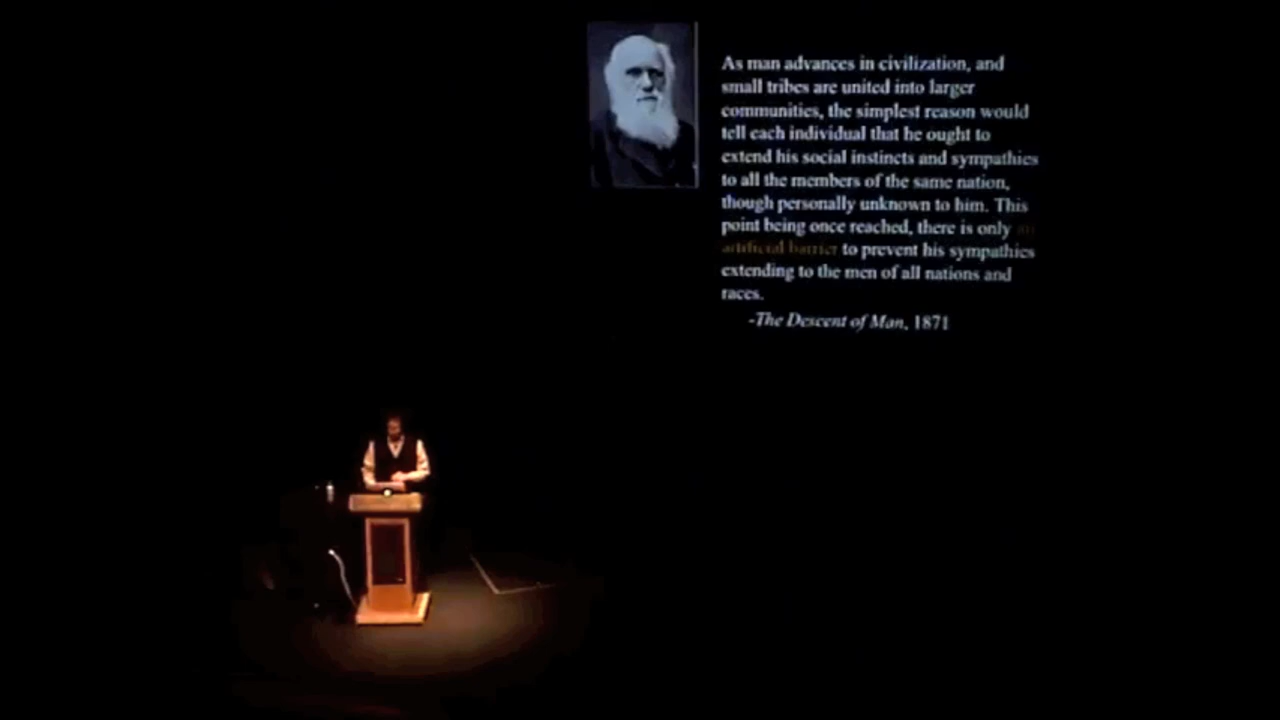 As man advances in civilization, and
small tribes are united into larger
communities, the simplest reason would
tell each individual that he ought to
extend his social instincts and sympathies
to all the members of the same nation,
though personally unknown to him. This
point being once reached, there is only an
artificial barrier to prevent his sympathies
extending to the men of all nations and
races.
-The Descent of Man, 1871